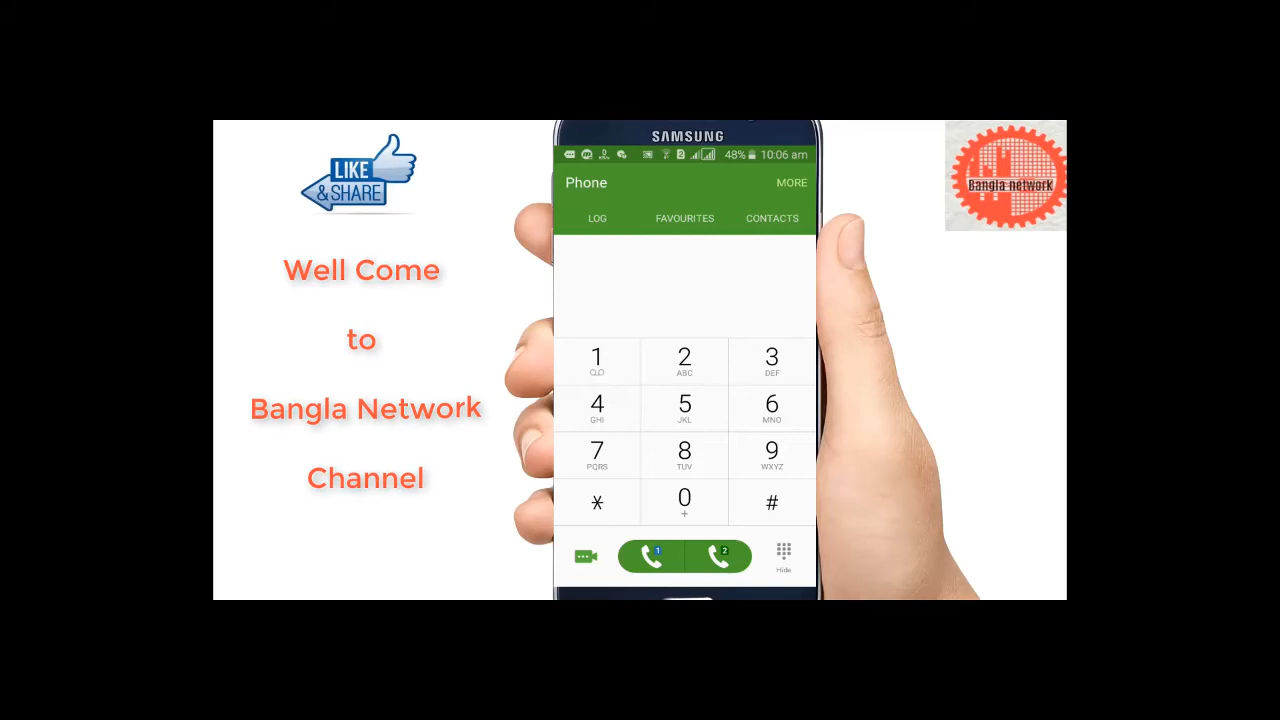 LIKE
& SHARE
Well Come
to
Bangla Network
Channel
SAMSUNG
48% 10:06 am
Phone
MORE
LOG
FAVOURITES
CONTACTS
1
2
ABC
3
DEF
4
GHI
5
JKL
6
MNO
7
PQRS
8
TUV
9
WXYZ
*
0
+
#
1
2
Hide
Bangla network